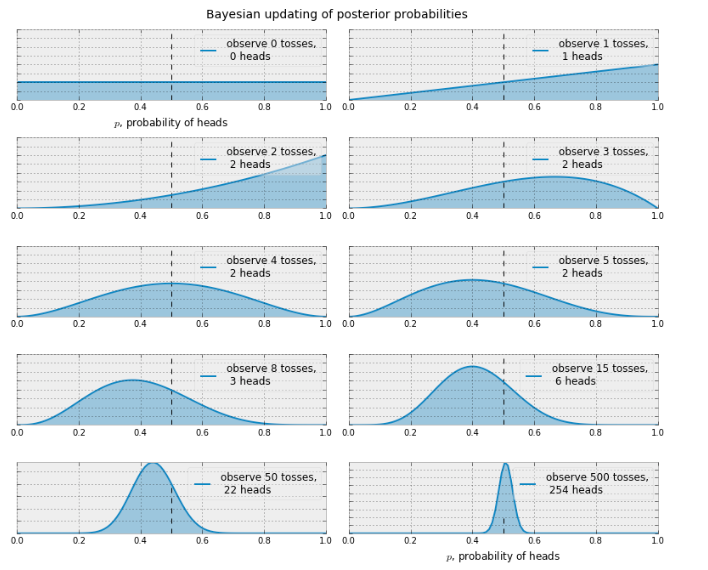 Bayesian updating of posterior probabilities
observe 0 tosses,
0 heads
0.0 0.2 0.4 0.6 0.8 1.0
p, probability of heads
observe 1 tosses,
1 heads
0.0 0.2 0.4 0.6 0.8 1.0
observe 2 tosses,
2 heads
0.0 0.2 0.4 0.6 0.8 1.0
observe 3 tosses,
2 heads
0.0 0.2 0.4 0.6 0.8 1.0
observe 4 tosses,
2 heads
0.0 0.2 0.4 0.6 0.8 1.0
observe 5 tosses,
2 heads
0.0 0.2 0.4 0.6 0.8 1.0
observe 8 tosses,
3 heads
0.0 0.2 0.4 0.6 0.8 1.0
observe 15 tosses,
6 heads
0.0 0.2 0.4 0.6 0.8 1.0
observe 50 tosses,
22 heads
0.0 0.2 0.4 0.6 0.8 1.0
observe 500 tosses,
254 heads
0.0 0.2 0.4 0.6 0.8 1.0
p, probability of heads